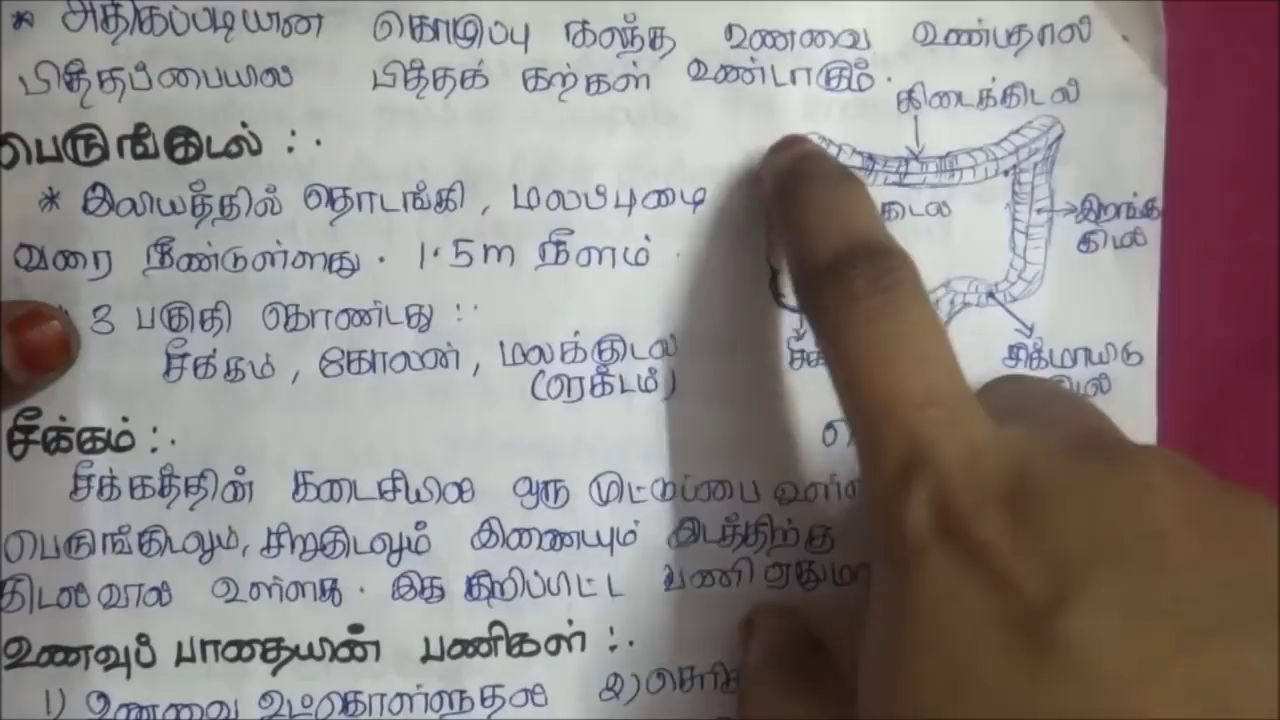 * அதிகப்படியான கொழிப்பு கலந்த உணவை உண்பதால்
பித்தப்பையில் பித்தக் கற்கள் உண்டாகும்.
கிடைக்குடல்
பெருங்குடல் :.
* இலியத்தில் தொடங்கி, மலப்புழை
வரை நீண்டுள்ளது. 1.5m நீளம்
குடல்
இறங்கு
குடல்
3 பகுதி கொண்டது ::
சீக்கம், கோலன், மலக்குடல்
(ரெக்டம்)
சிக்மாயிடு
சீக்கம் :.
சீக்கத்தின் கடைசியில் ஒரு முட்டுப்பை
பெருங்குடலும், சிறுகுடலும் இணையும் இடத்திற்கு
குடல்வால் உள்ளது. இது குறிப்பிட்ட பணி
உணவுப் பாதையின் பணிகள் :.
1) உணவை உட்கொள்ளுதல் 2)